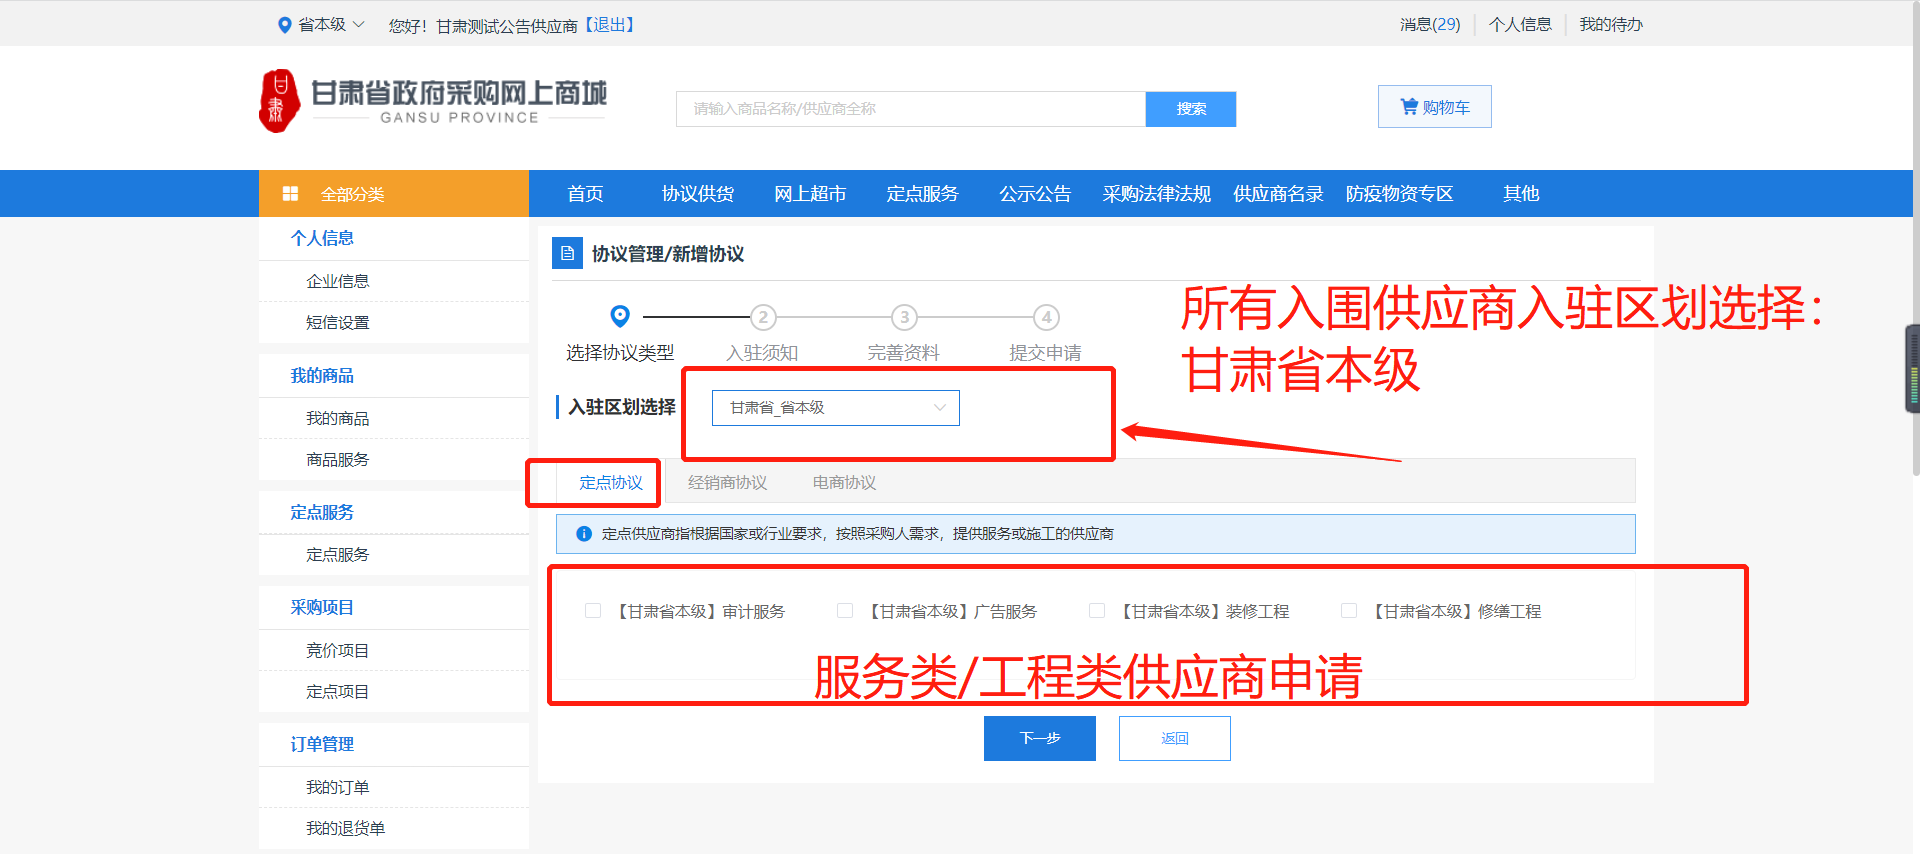 省本级 您好！甘肃测试公告供应商【退出】 消息(29) 个人信息 我的待办
甘肃
甘肃省政府采购网上商城
GANSU PROVINCE
请输入商品名称/供应商全称 搜索 购物车
全部分类 首页 协议供货 网上超市 定点服务 公示公告 采购法律法规 供应商名录 防疫物资专区 其他
个人信息
企业信息
短信设置
我的商品
我的商品
商品服务
定点服务
定点服务
采购项目
竞价项目
定点项目
订单管理
我的订单
我的退货单
协议管理/新增协议
2 3 4
选择协议类型 入驻须知 完善资料 提交申请
所有入围供应商入驻区划选择：
甘肃省本级
入驻区划选择 甘肃省_省本级
定点协议 经销商协议 电商协议
定点供应商指根据国家或行业要求，按照采购人需求，提供服务或施工的供应商
【甘肃省本级】审计服务 【甘肃省本级】广告服务 【甘肃省本级】装修工程 【甘肃省本级】修缮工程
服务类/工程类供应商申请
下一步 返回